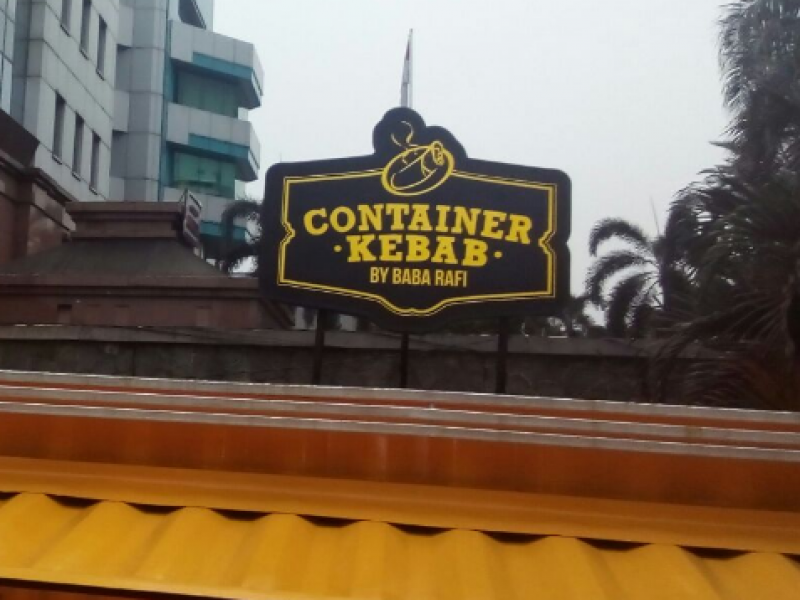 CONTAINER
· KEBAB ·
BY BABA RAFI